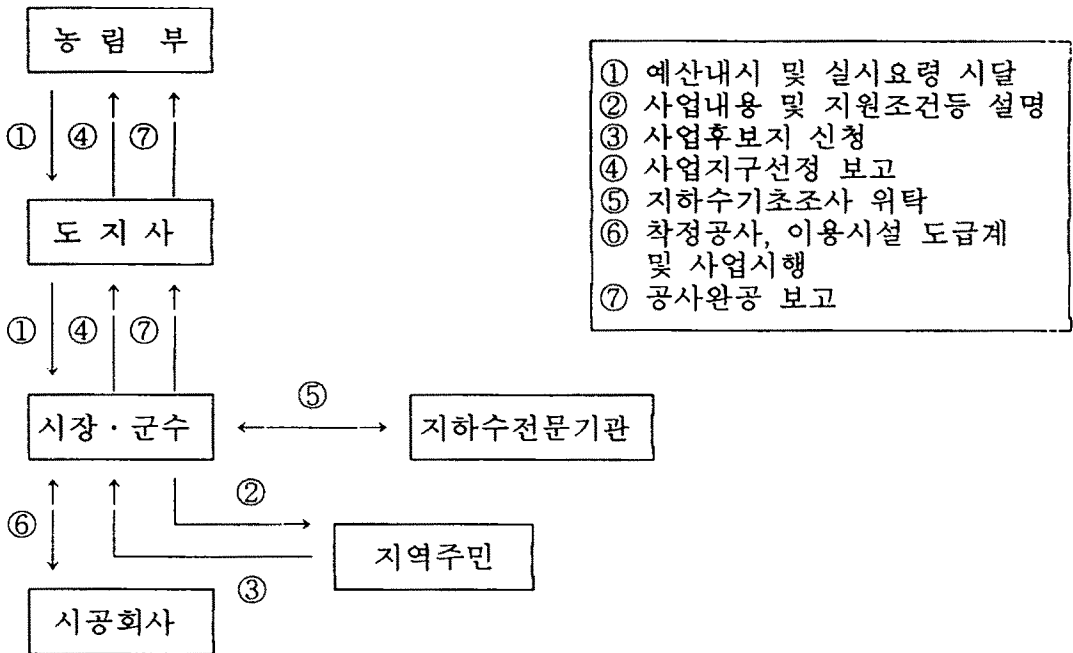 농 림 부
① ④ ⑦
도 지 사
① ④ ⑦
시장 · 군수
⑤
지하수전문기관
②
⑥
지역주민
③
시공회사
① 예산내시 및 실시요령 시달
② 사업내용 및 지원조건등 설명
③ 사업후보지 신청
④ 사업지구선정 보고
⑤ 지하수기초조사 위탁
⑥ 착정공사, 이용시설 도급계
및 사업시행
⑦ 공사완공 보고